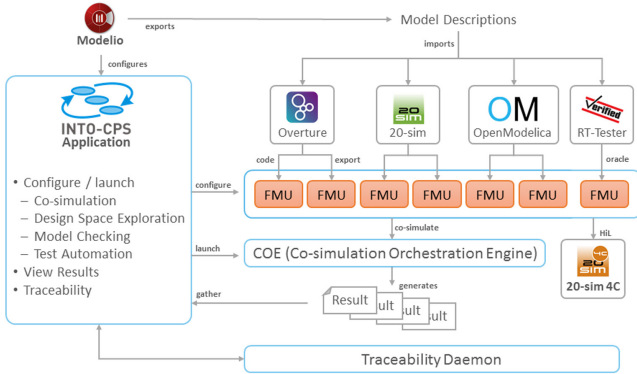 Modelio
exports
Model Descriptions
configures
imports
INTO-CPS
Application
Overture
20
SIM
20-sim
OM
OpenModelica
Verified
RT-Tester
code
export
oracle
• Configure / launch
– Co-simulation
– Design Space Exploration
– Model Checking
– Test Automation
• View Results
• Traceability
configure
FMU FMU FMU FMU FMU FMU FMU
co-simulate
HiL
launch
COE (Co-simulation Orchestration Engine)
4C
20
SIM
20-sim 4C
generates
gather
Result
ult
sult
Traceability Daemon